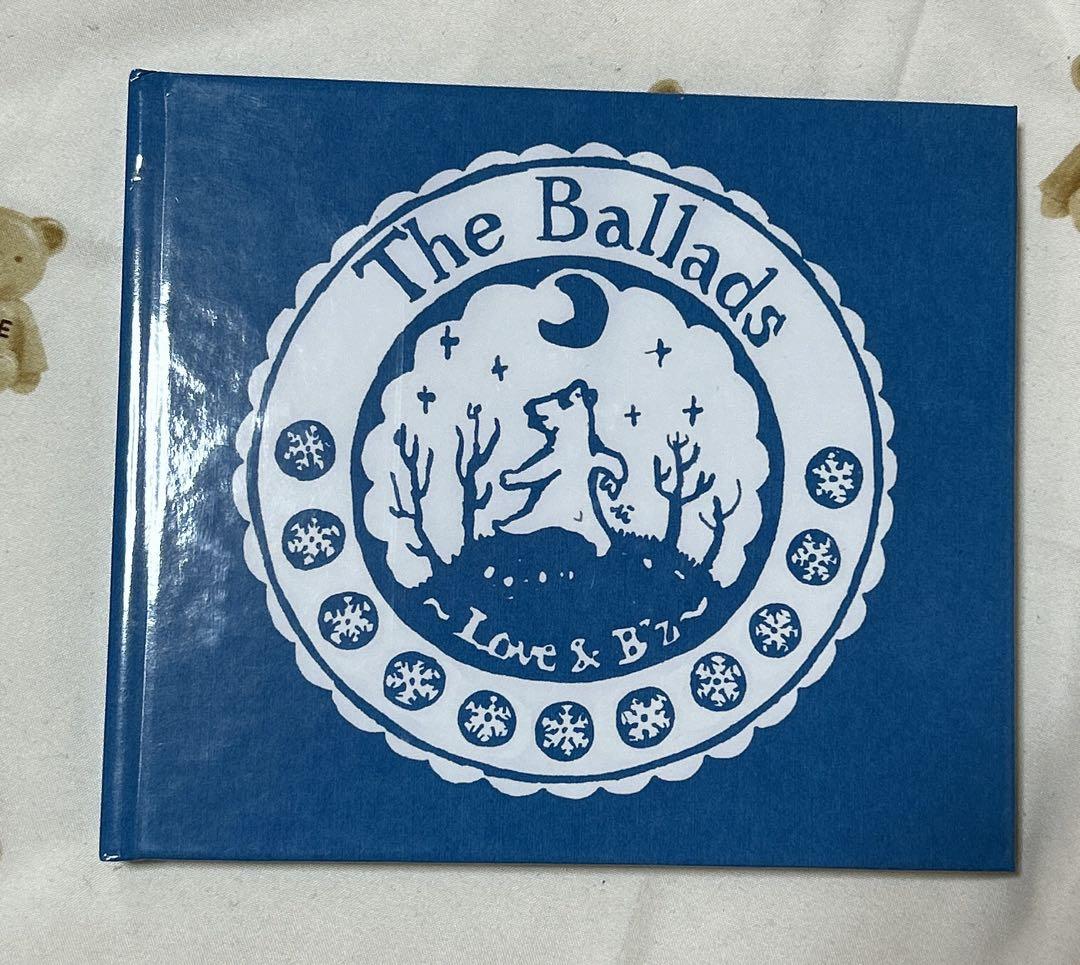 The Ballads
~Love & B'z~
E